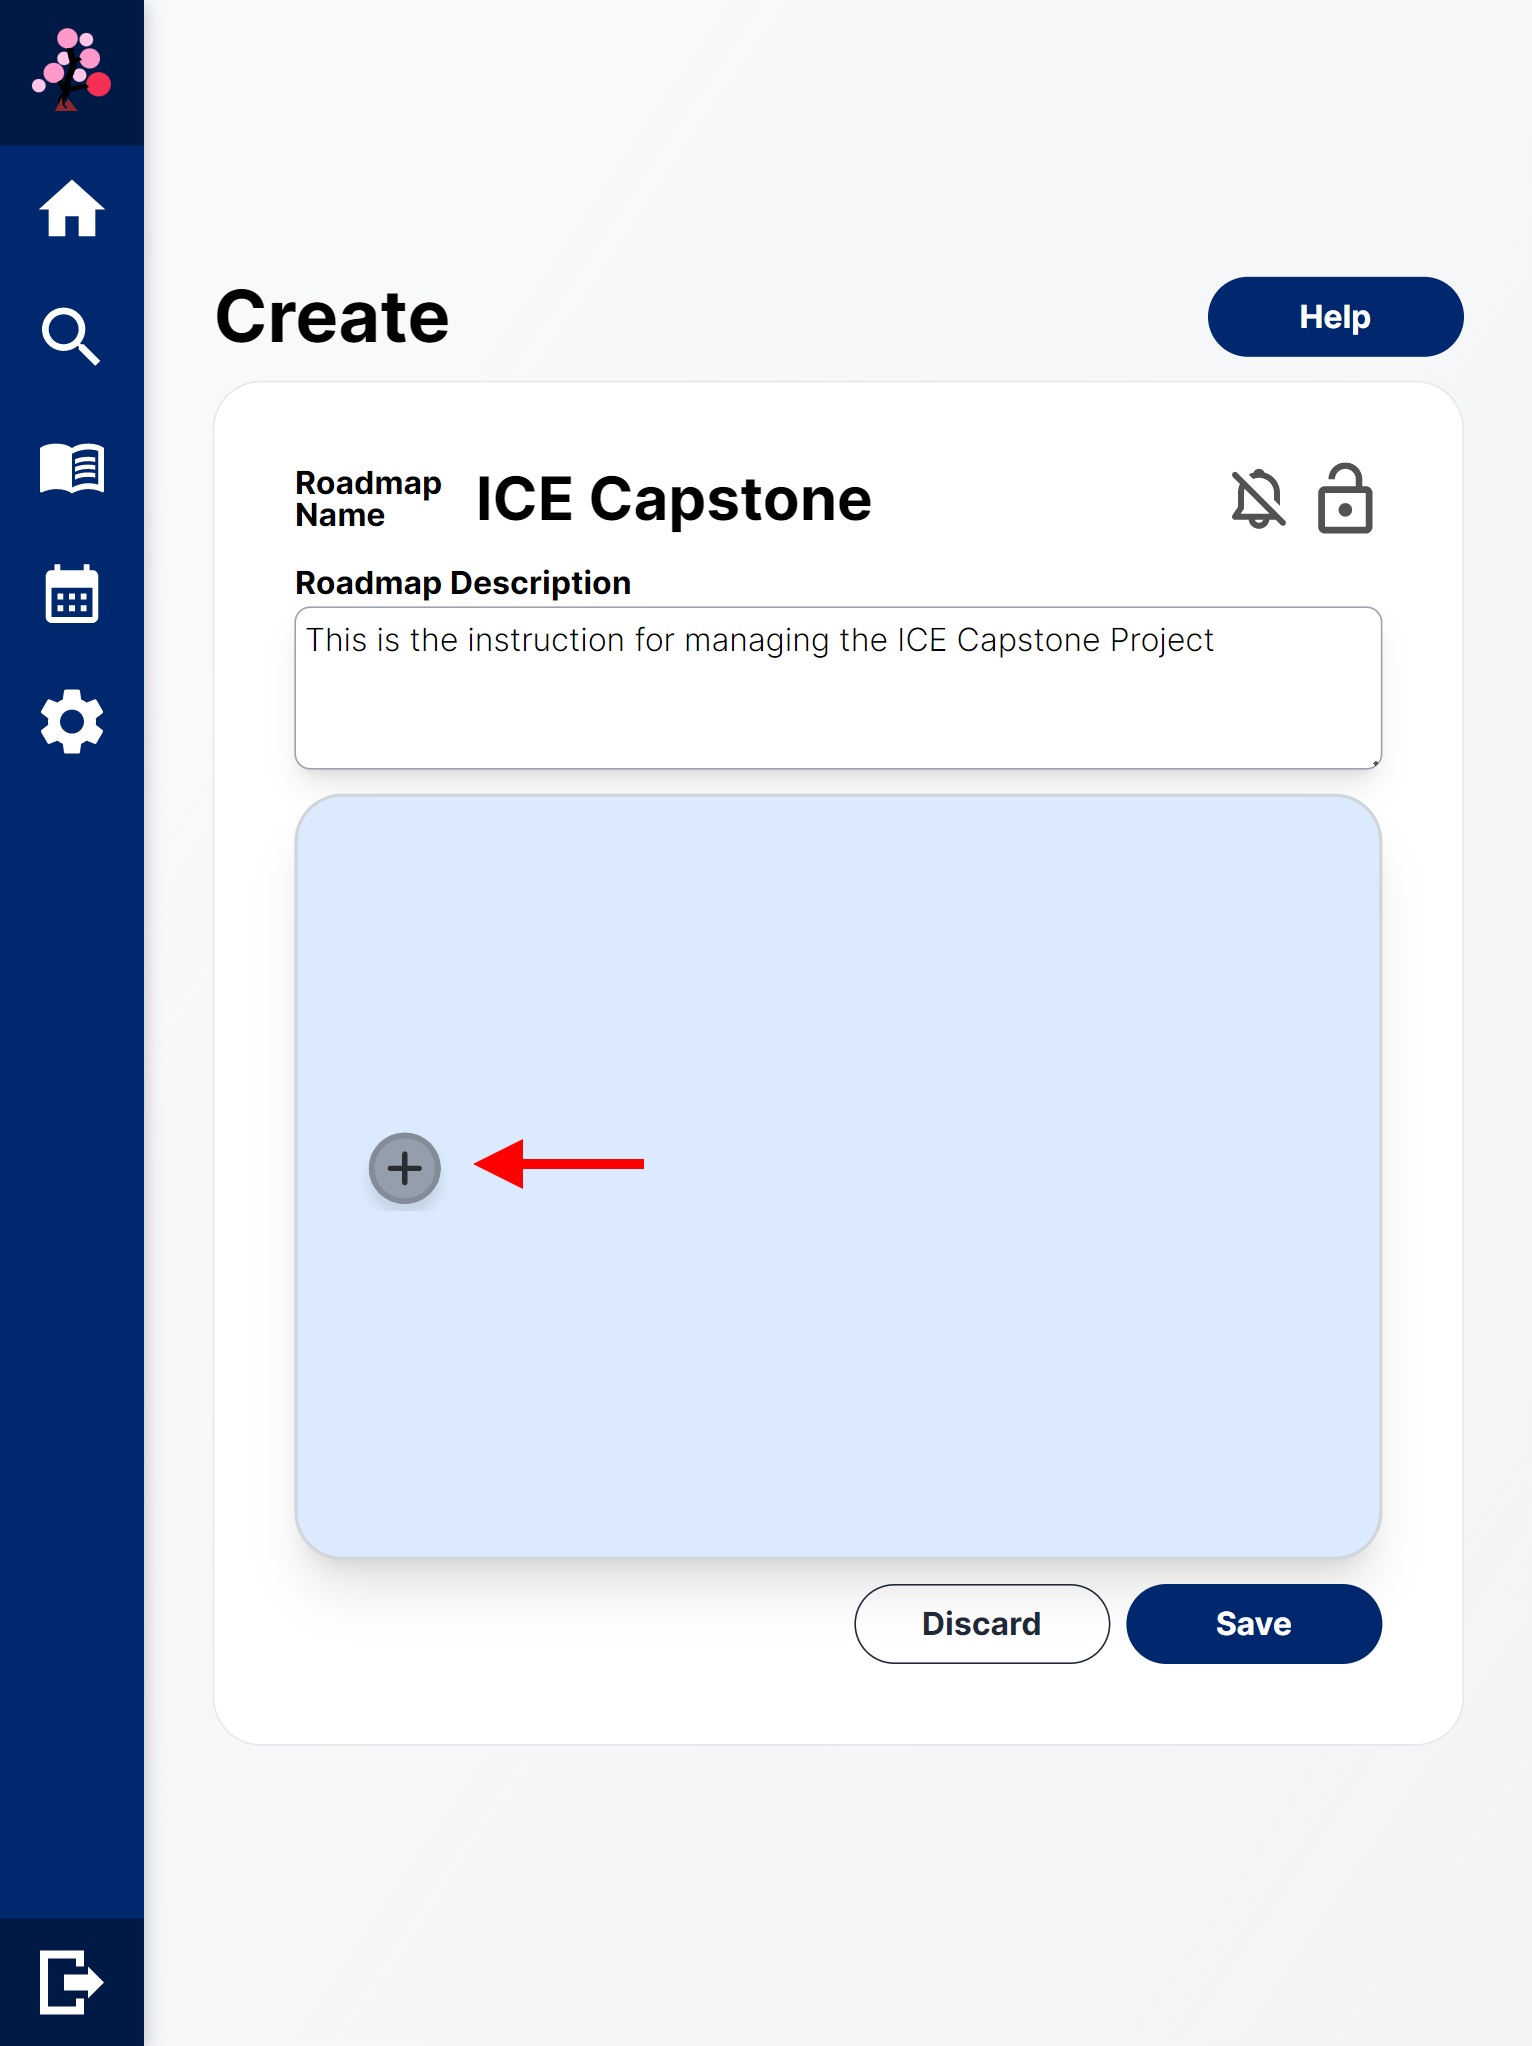 Create
Help
Roadmap
Name
ICE Capstone
Roadmap Description
This is the instruction for managing the ICE Capstone Project
Discard
Save